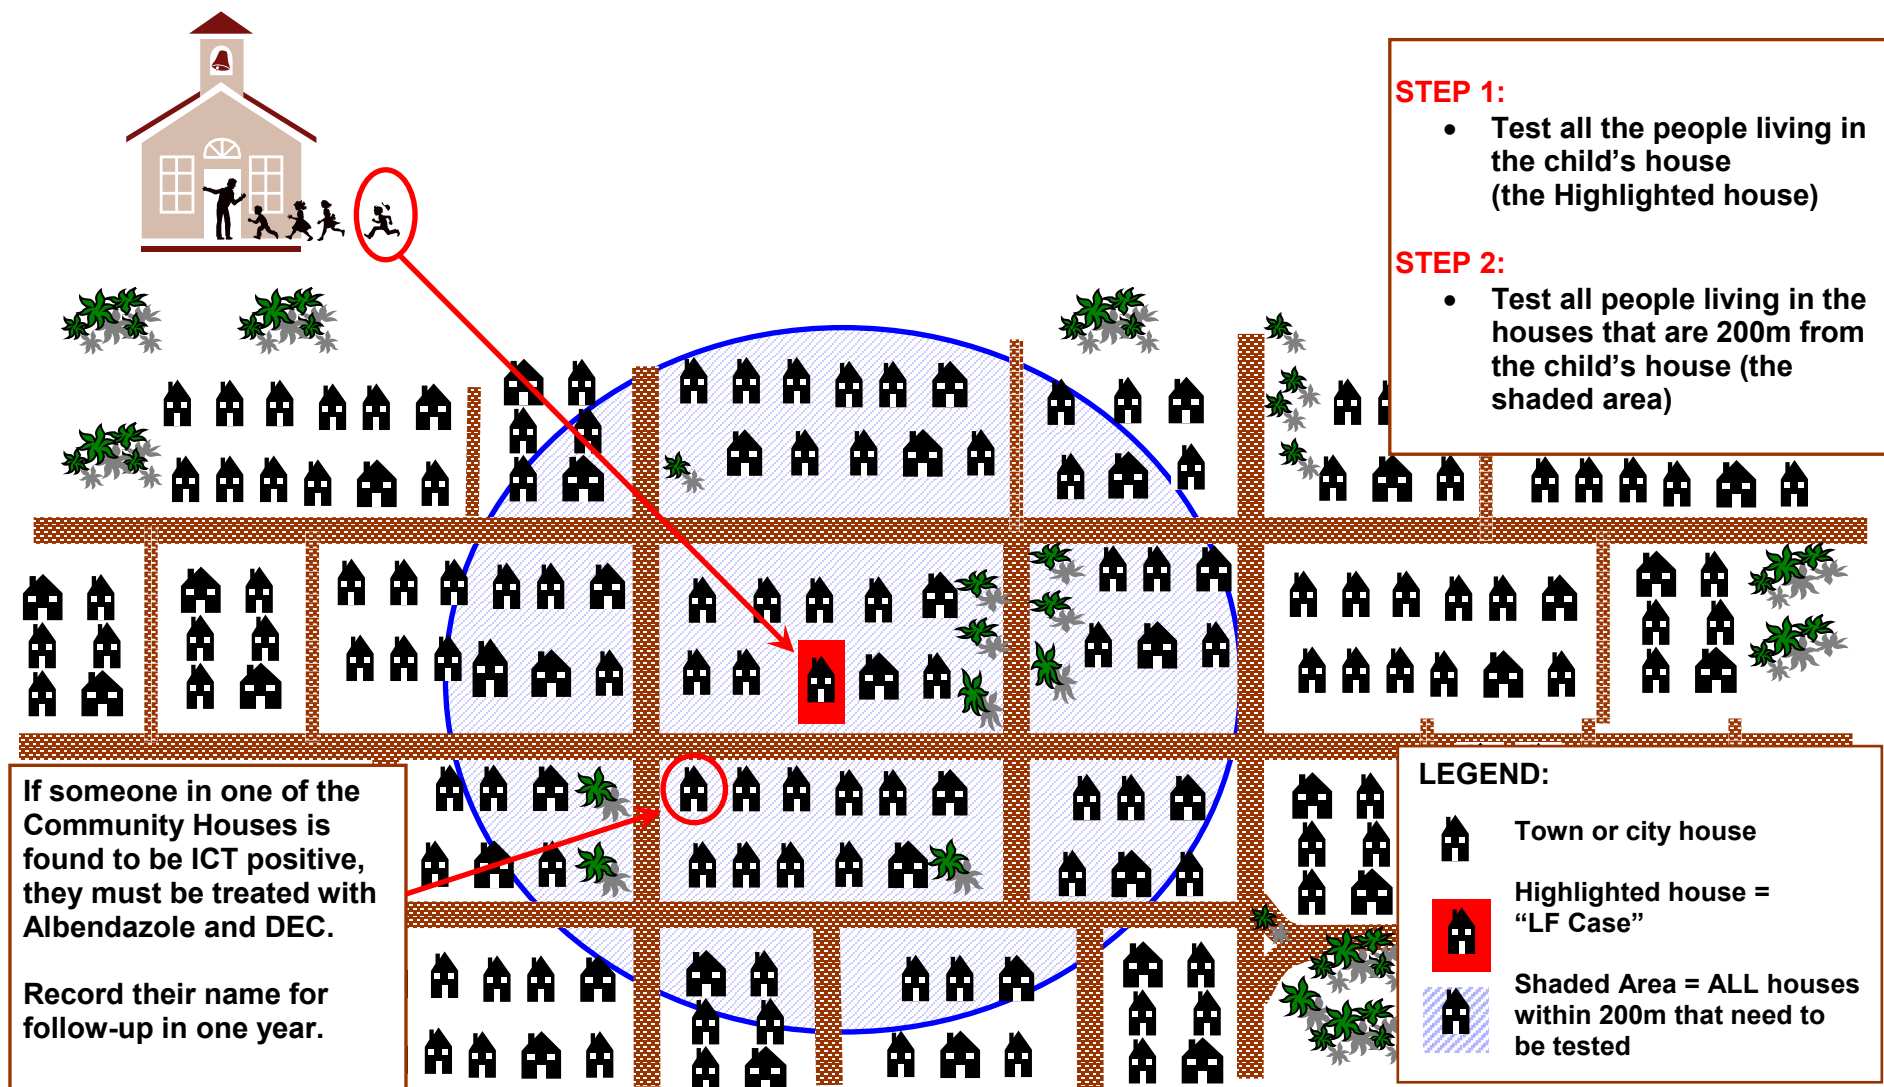 STEP 1:
• Test all the people living in
the child’s house
(the Highlighted house)
STEP 2:
• Test all people living in the
houses that are 200m from
the child’s house (the
shaded area)
If someone in one of the
Community Houses is
found to be ICT positive,
they must be treated with
Albendazole and DEC.
Record their name for
follow-up in one year.
LEGEND:
Town or city house
Highlighted house =
“LF Case”
Shaded Area = ALL houses
within 200m that need to
be tested